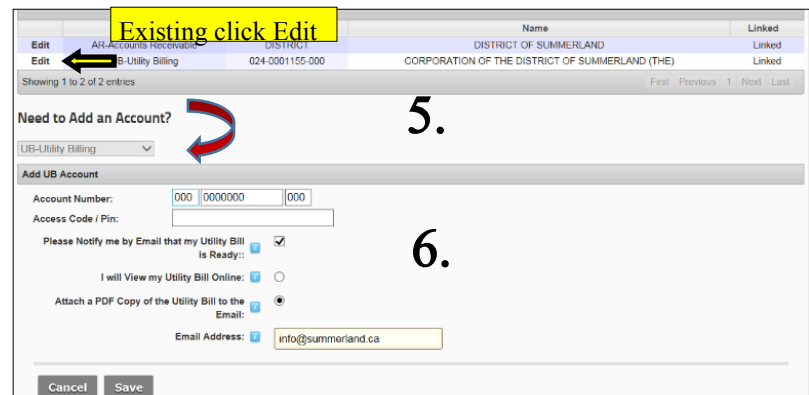 Existing click Edit
Name Linked
Edit AR-Accounts Receivable DISTRICT DISTRICT OF SUMMERLAND Linked
Edit B-Utility Billing 024-0001155-000 CORPORATION OF THE DISTRICT OF SUMMERLAND (THE) Linked
Showing 1 to 2 of 2 entries First Previous 1 Next Last
5.
Need to Add an Account?
UB-Utility Billing
Add UB Account
Account Number: 000 0000000 000
Access Code / Pin:
6.
Please Notify me by Email that my Utility Bill
is Ready::
I will View my Utility Bill Online:
Attach a PDF Copy of the Utility Bill to the
Email:
Email Address: info@summerland.ca
Cancel Save